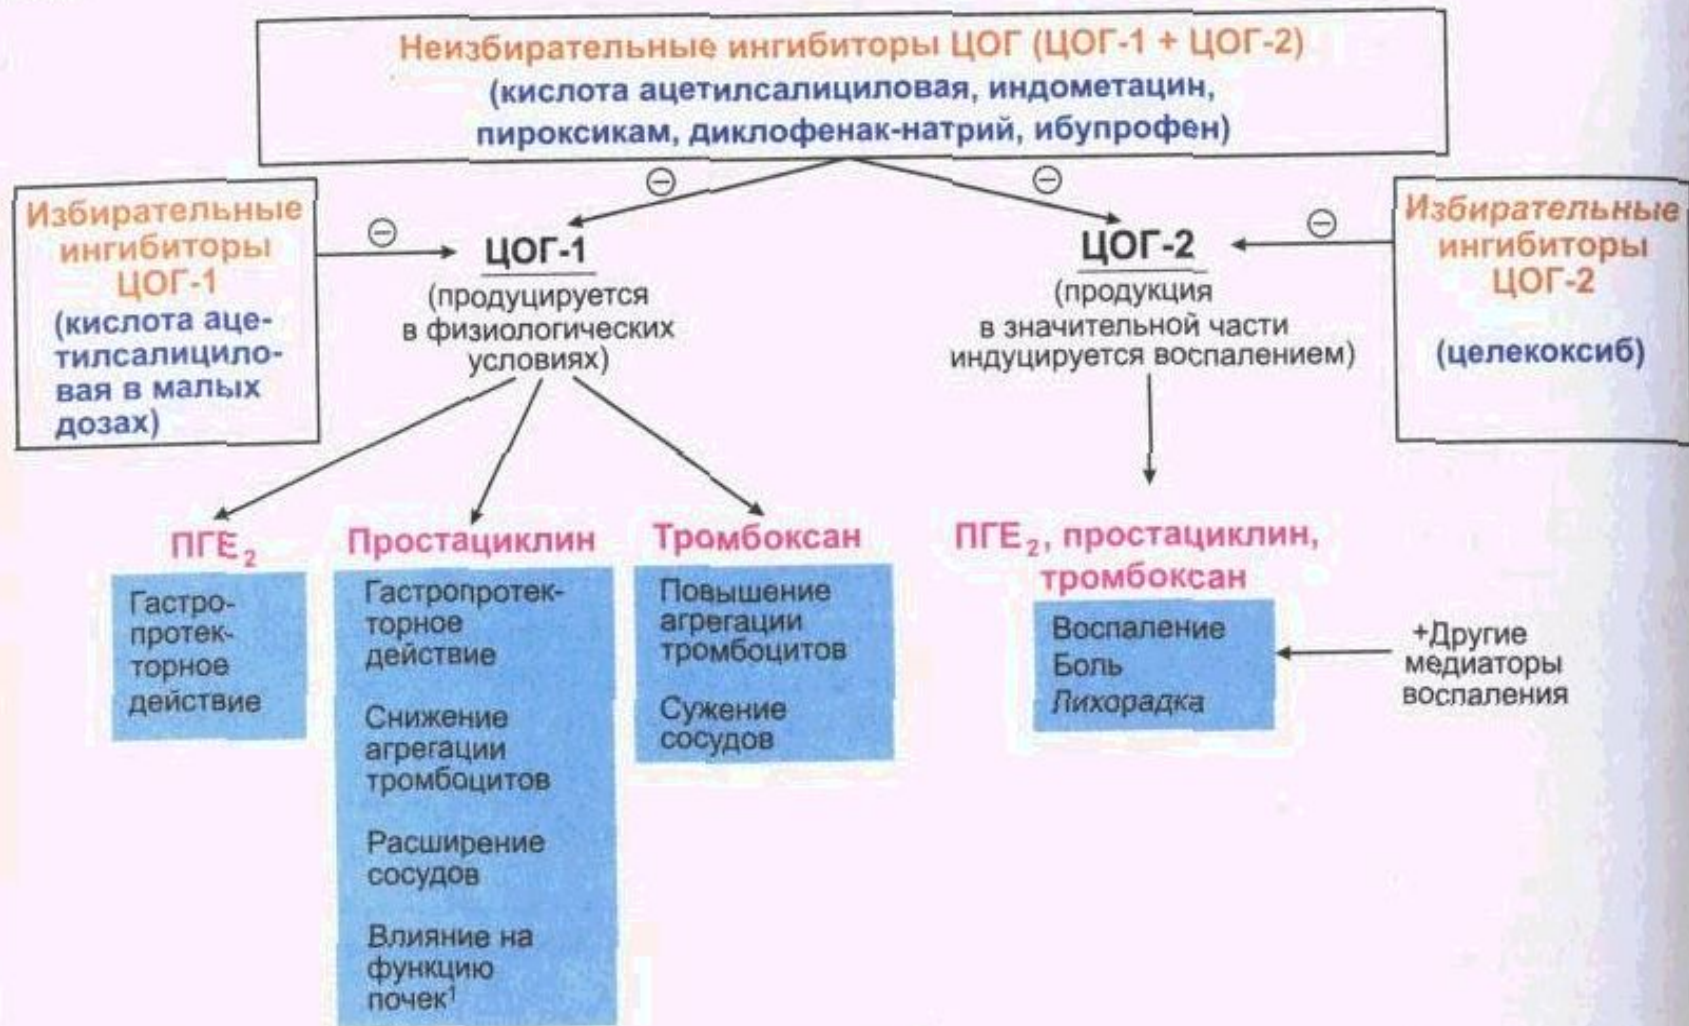 Неизбирательные ингибиторы ЦОГ (ЦОГ-1 + ЦОГ-2)
(кислота ацетилсалициловая, индометацин,
пироксикам, диклофенак-натрий, ибупрофен)
Избирательные
ингибиторы
ЦОГ-1
(кислота аце-
тилсалицило-
вая в малых
дозах)
ЦОГ-1
(продуцируется
в физиологических
условиях)
ЦОГ-2
(продукция
в значительной части
индуцируется воспалением)
Избирательные
ингибиторы
ЦОГ-2
(целекоксиб)
ПГЕ₂
Гастро-
протек-
торное
действие
Простациклин
Гастропротек-
торное
действие
Снижение
агрегации
тромбоцитов
Расширение
сосудов
Влияние на
функцию
почек¹
Тромбоксан
Повышение
агрегации
тромбоцитов
Сужение
сосудов
ПГЕ₂, простациклин,
тромбоксан
Воспаление
Боль
Лихорадка
+Другие
медиаторы
воспаления